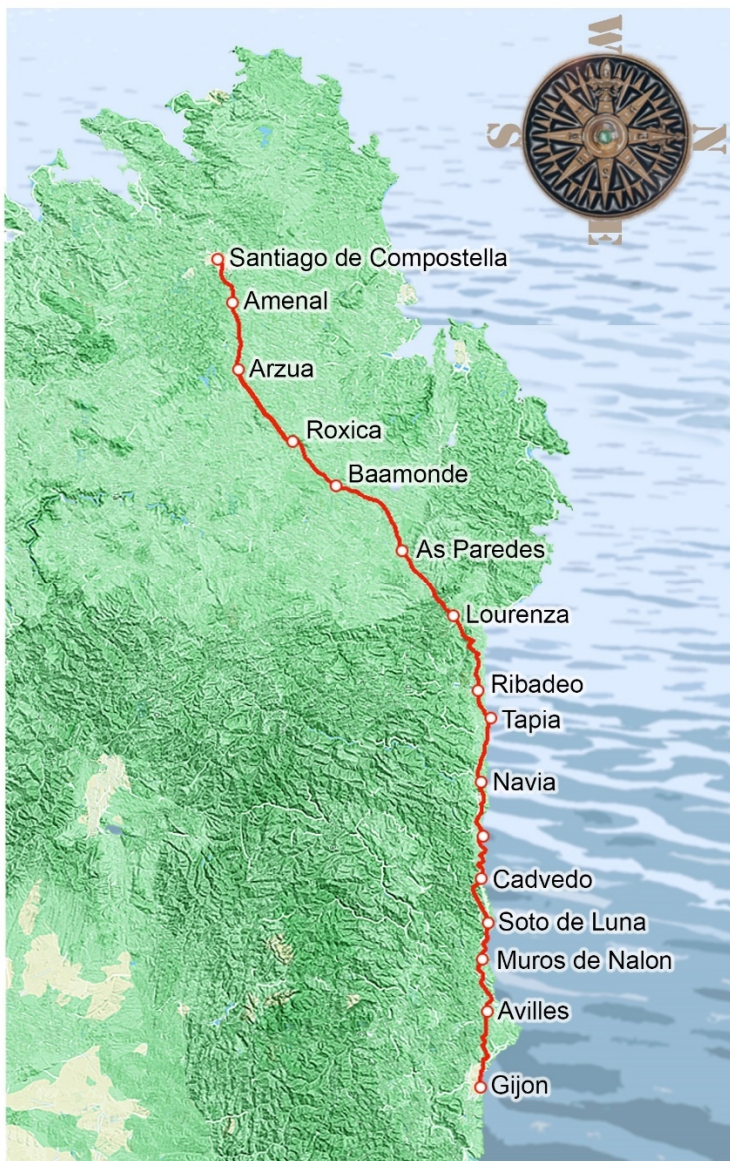 W
S
N
E
Santiago de Compostella
Amenal
Arzua
Roxica
Baamonde
As Paredes
Lourenza
Ribadeo
Tapia
Navia
Cadvedo
Soto de Luna
Muros de Nalon
Avilles
Gijon